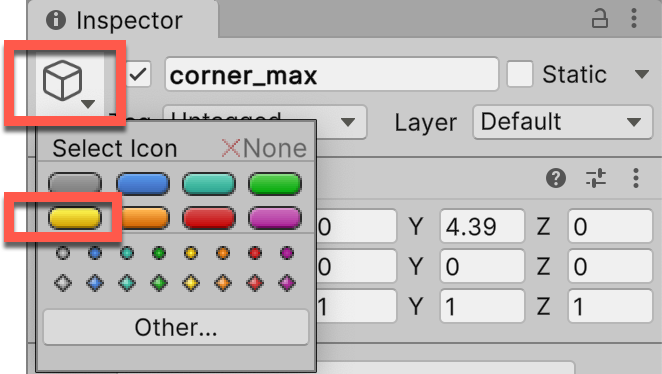 Inspector
corner_max
Static
Untagged
Layer
Default
Select Icon
None
0 Y 4.39 Z 0
0 Y 0 Z 0
1 Y 1 Z 1
Other...